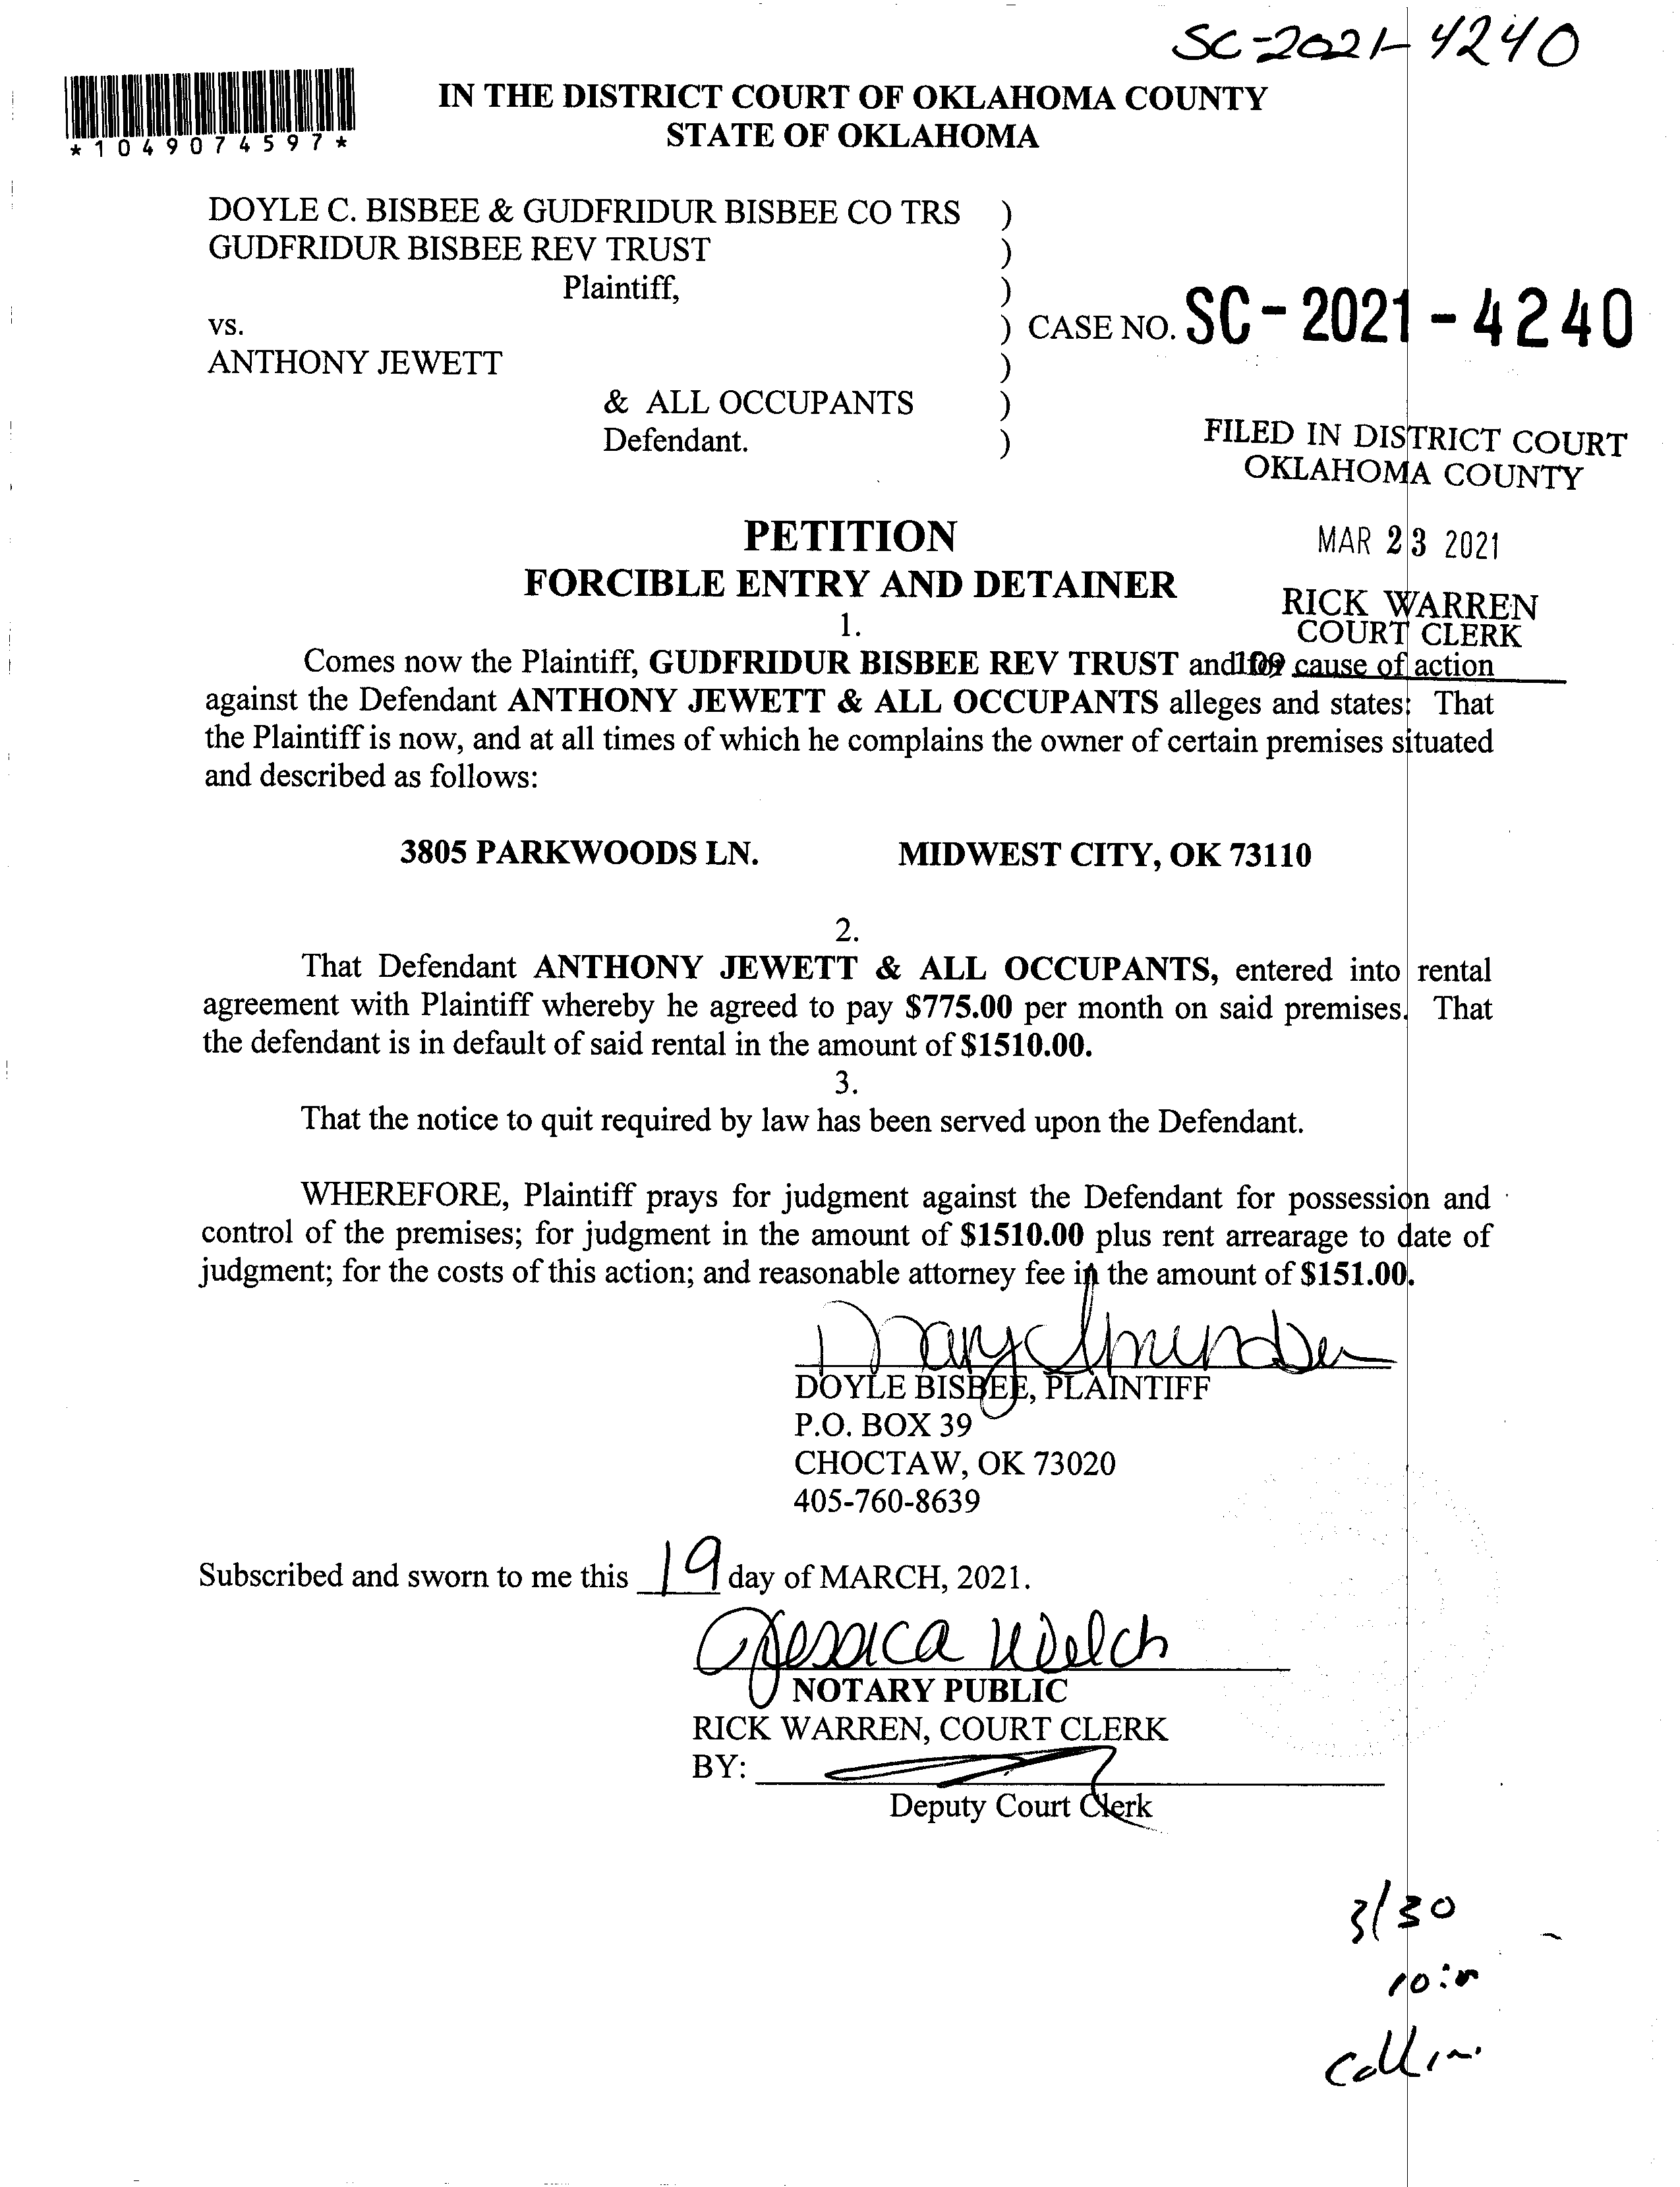 SC-2021-4240
*1049074597*
IN THE DISTRICT COURT OF OKLAHOMA COUNTY
STATE OF OKLAHOMA
DOYLE C. BISBEE & GUDFRIDUR BISBEE CO TRS )
GUDFRIDUR BISBEE REV TRUST )
Plaintiff, )
vs. ) CASE NO. SC-2021-4240
ANTHONY JEWETT )
& ALL OCCUPANTS )
Defendant. )
FILED IN DISTRICT COURT
OKLAHOMA COUNTY
PETITION
MAR 23 2021
FORCIBLE ENTRY AND DETAINER
RICK WARREN
COURT CLERK
1.
Comes now the Plaintiff, GUDFRIDUR BISBEE REV TRUST and 109 cause of action
against the Defendant ANTHONY JEWETT & ALL OCCUPANTS alleges and states: That
the Plaintiff is now, and at all times of which he complains the owner of certain premises situated
and described as follows:
3805 PARKWOODS LN. MIDWEST CITY, OK 73110
2.
That Defendant ANTHONY JEWETT & ALL OCCUPANTS, entered into rental
agreement with Plaintiff whereby he agreed to pay $775.00 per month on said premises. That
the defendant is in default of said rental in the amount of $1510.00.
3.
That the notice to quit required by law has been served upon the Defendant.
WHEREFORE, Plaintiff prays for judgment against the Defendant for possession and
control of the premises; for judgment in the amount of $1510.00 plus rent arrearage to date of
judgment; for the costs of this action; and reasonable attorney fee in the amount of $151.00.
DOYLE BISBEE, PLAINTIFF
P.O. BOX 39
CHOCTAW, OK 73020
405-760-8639
Subscribed and sworn to me this 19 day of MARCH, 2021.
Jessica Welch
NOTARY PUBLIC
RICK WARREN, COURT CLERK
BY:
Deputy Court Clerk
3/30